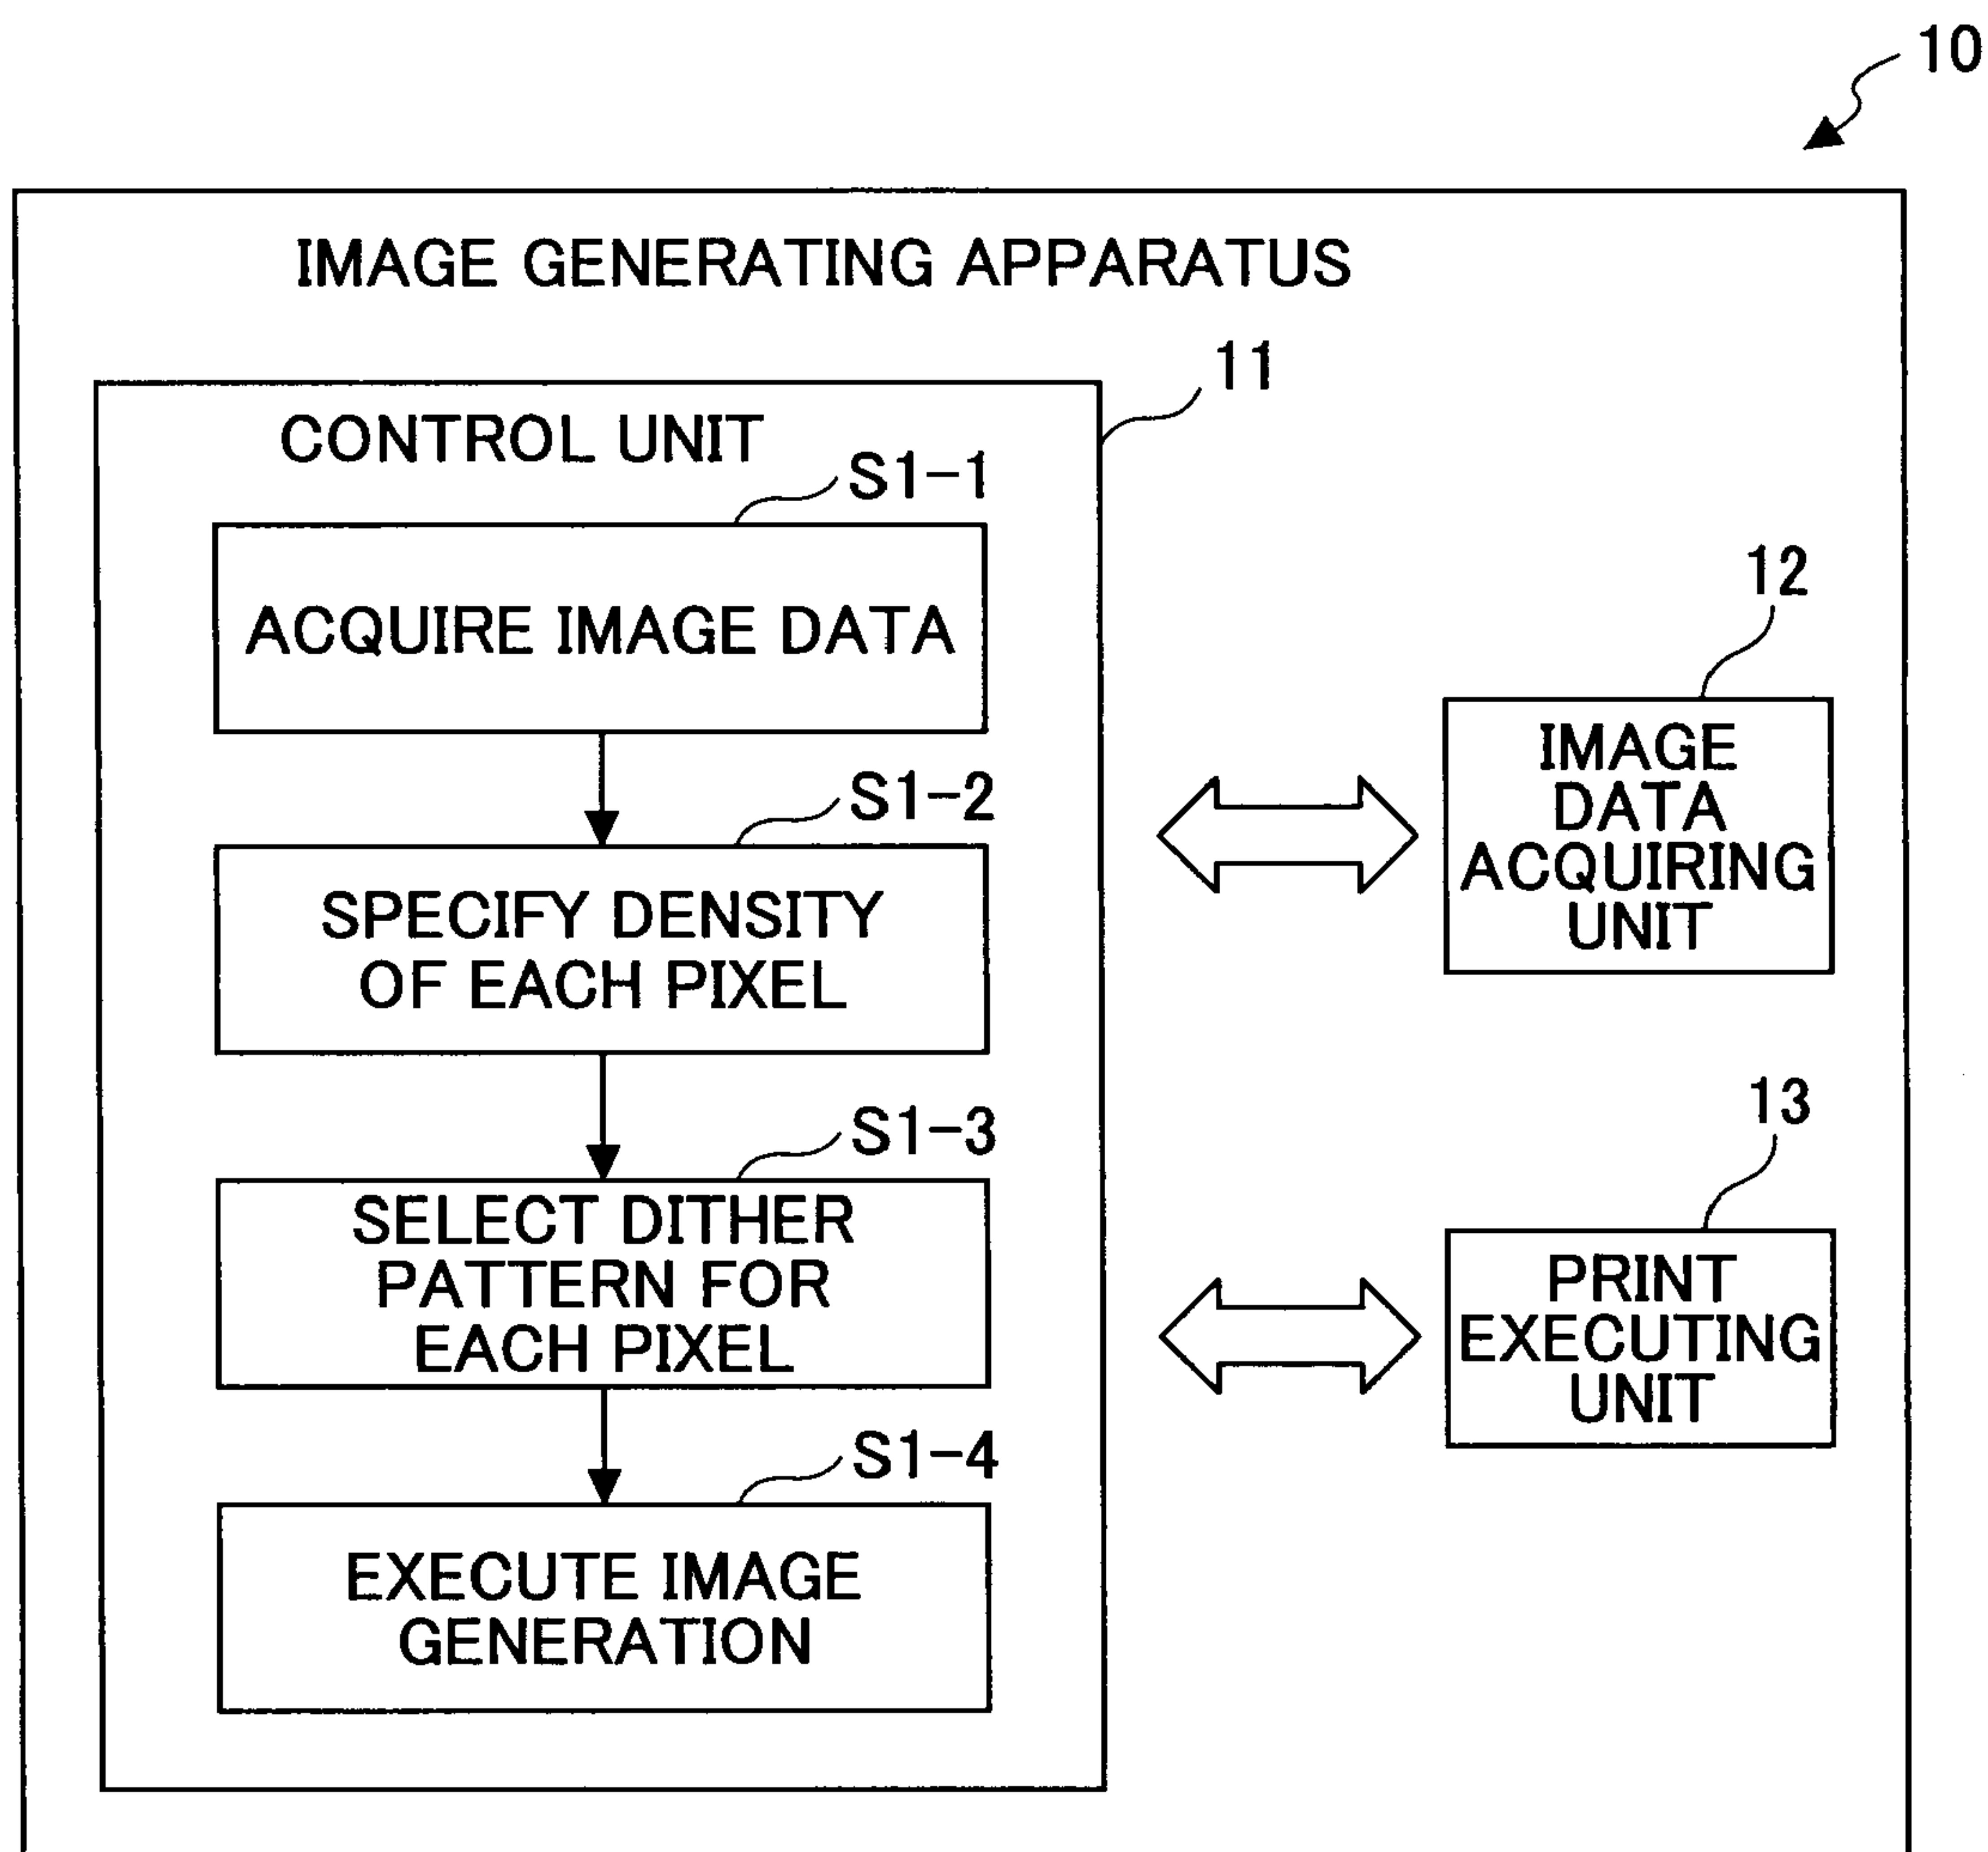 10
IMAGE GENERATING APPARATUS
11
CONTROL UNIT
S1-1
ACQUIRE IMAGE DATA
S1-2
SPECIFY DENSITY
OF EACH PIXEL
S1-3
SELECT DITHER
PATTERN FOR
EACH PIXEL
S1-4
EXECUTE IMAGE
GENERATION
12
IMAGE
DATA
ACQUIRING
UNIT
13
PRINT
EXECUTING
UNIT